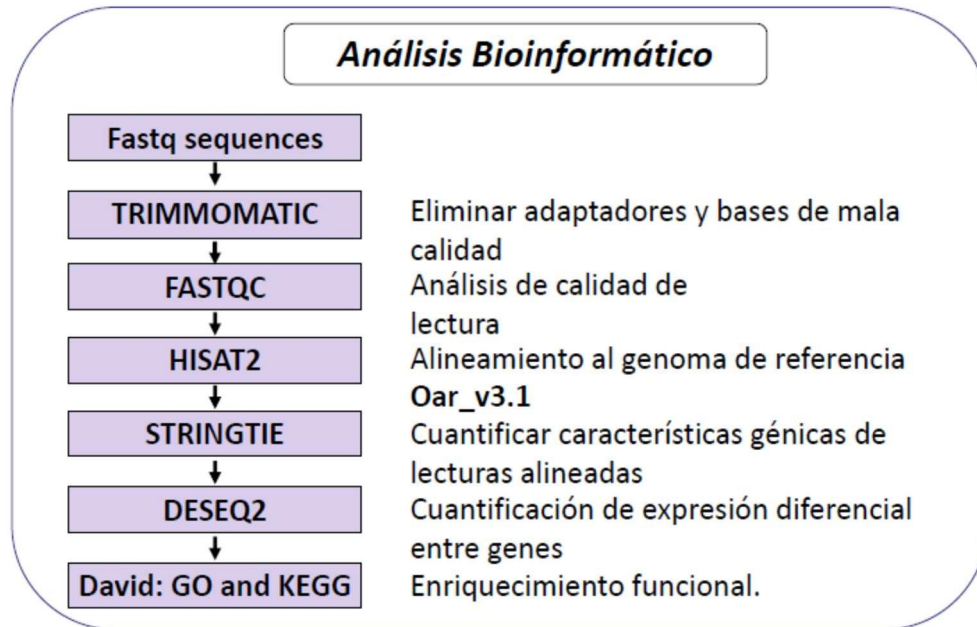 Análisis Bioinformático
Fastq sequences
TRIMMOMATIC
Eliminar adaptadores y bases de mala
calidad
FASTQC
Análisis de calidad de
lectura
HISAT2
Alineamiento al genoma de referencia
Oar_v3.1
STRINGTIE
Cuantificar características génicas de
lecturas alineadas
DESEQ2
Cuantificación de expresión diferencial
entre genes
David: GO and KEGG
Enriquecimiento funcional.